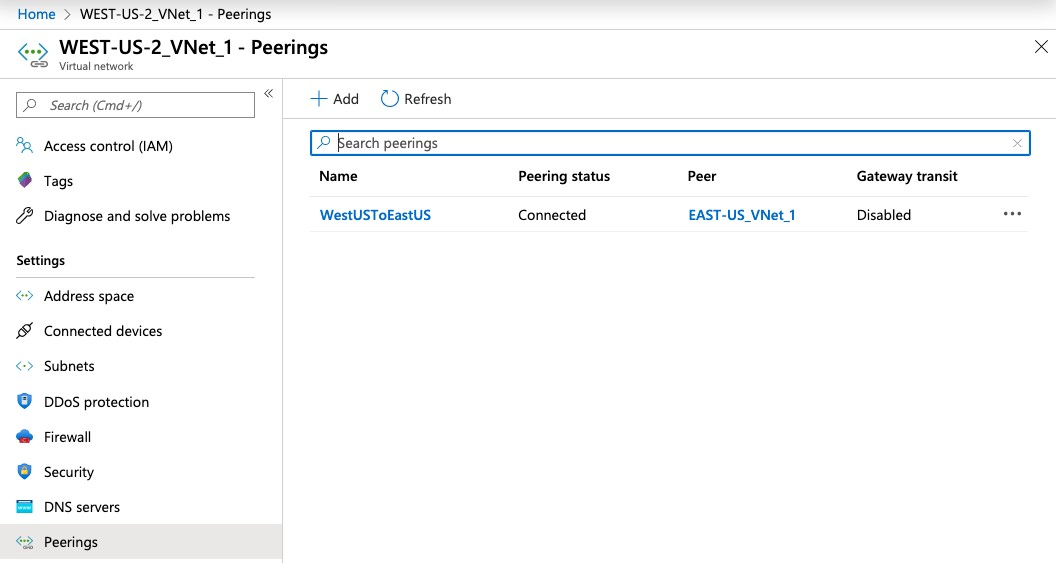 Home > WEST-US-2_VNet_1 - Peerings
WEST-US-2_VNet_1 - Peerings
Virtual network
Search (Cmd+/)
Access control (IAM)
Tags
Diagnose and solve problems
Settings
Address space
Connected devices
Subnets
DDoS protection
Firewall
Security
DNS servers
Peerings
Add Refresh
Search peerings
Name Peering status Peer Gateway transit
WestUSToEastUS Connected EAST-US_VNet_1 Disabled